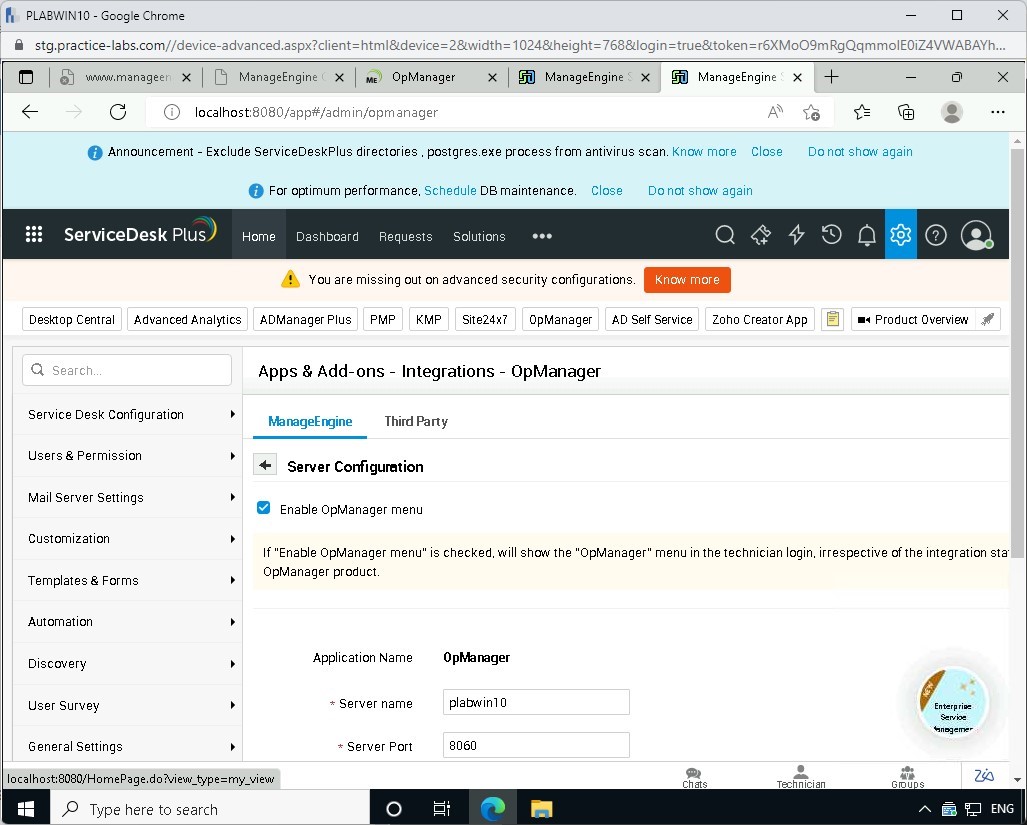 PLABWIN10 - Google Chrome
stg.practice-labs.com//device-advanced.aspx?client=html&device=2&width=1024&height=768&login=true&token=r6XMoO9mRgQqmmoIE0iZ4VWABAYh...
www.manageen
ManageEngine
OpManager
ManageEngine
ManageEngine
localhost:8080/app#/admin/opmanager
Announcement - Exclude ServiceDeskPlus directories , postgres.exe process from antivirus scan. Know more Close Do not show again
For optimum performance, Schedule DB maintenance. Close Do not show again
ServiceDesk Plus Home Dashboard Requests Solutions
You are missing out on advanced security configurations. Know more
Desktop Central Advanced Analytics ADManager Plus PMP KMP Site24x7 OpManager AD Self Service Zoho Creator App Product Overview
Search...
Apps & Add-ons - Integrations - OpManager
Service Desk Configuration
ManageEngine Third Party
Users & Permission
Server Configuration
Mail Server Settings
Enable OpManager menu
Customization
If "Enable OpManager menu" is checked, will show the "OpManager" menu in the technician login, irrespective of the integration sta
OpManager product.
Templates & Forms
Automation
Application Name OpManager
Discovery
* Server name plabwin10
User Survey
* Server Port 8060
General Settings
NEW
Enterprise
Service
Management
localhost:8080/HomePage.do?view_type=my_view
Chats Technician Groups
Type here to search
ENG